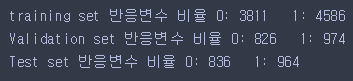 training set 반응변수 비율 0: 3811 1: 4586
Validation set 반응변수 비율 0: 826 1: 974
Test set 반응변수 비율 0: 836 1: 964